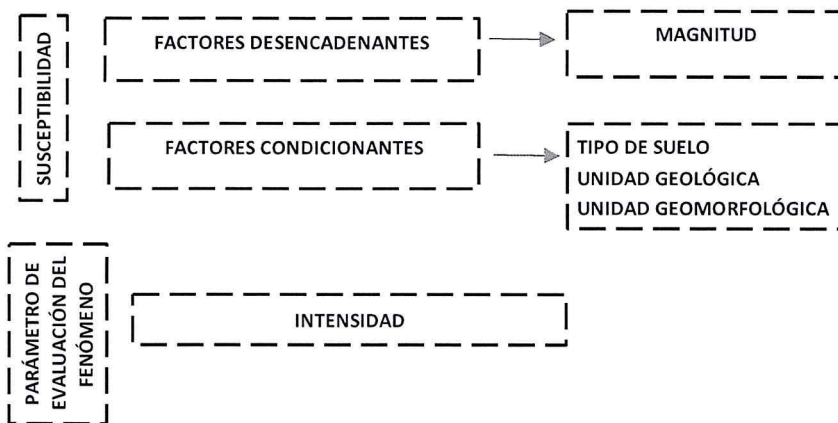 SUSCEPTIBILIDAD
FACTORES DESENCADENANTES
MAGNITUD
FACTORES CONDICIONANTES
TIPO DE SUELO
UNIDAD GEOLÓGICA
UNIDAD GEOMORFOLÓGICA
PARÁMETRO DE
EVALUACIÓN DEL
FENÓMENO
INTENSIDAD